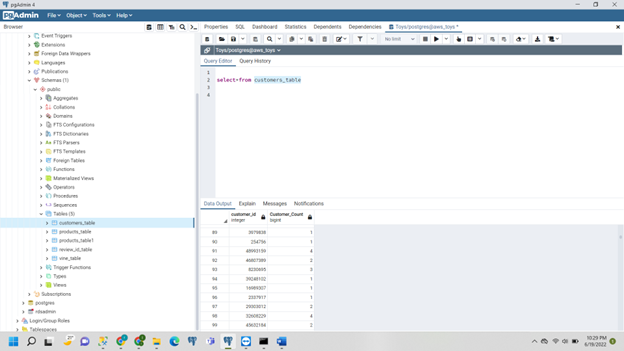 pgAdmin 4
pgAdmin File Object Tools Help
Browser
Properties SQL Dashboard Statistics Dependencies Dependents Toys/postgres@aws_toys *
No limit
Toys/postgres@aws_toys
Query Editor Query History
1
2 select*from customers_table
3
4
Event Triggers
Extensions
Foreign Data Wrappers
Languages
Publications
Schemas (1)
public
Aggregates
Collations
Domains
FTS Configurations
FTS Dictionaries
FTS Parsers
FTS Templates
Foreign Tables
Functions
Materialized Views
Operators
Procedures
Sequences
Tables (5)
customers_table
products_table
products_table1
review_id_table
vine_table
Trigger Functions
Types
Views
Subscriptions
postgres
rdsadmin
Login/Group Roles
Tablespaces
Data Output Explain Messages Notifications
customer_id Customer_Count
integer bigint
89 3979838 1
90 254756 1
91 48993159 4
92 2
93 8230695 3
94 39248102 1
95 16989307 1
96 2337917 1
97 2
98 32608229 4
99 45632184 2
10:29 PM
6/18/2022